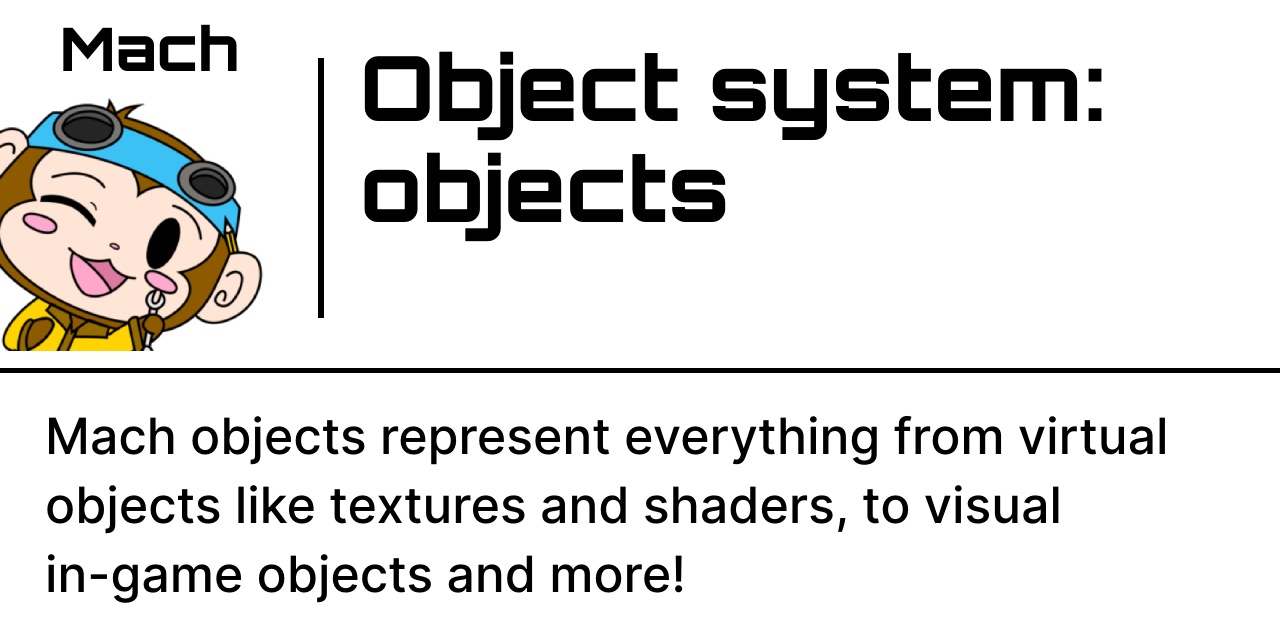 Mach
Object system:
objects
Mach objects represent everything from virtual
objects like textures and shaders, to visual
in-game objects and more!